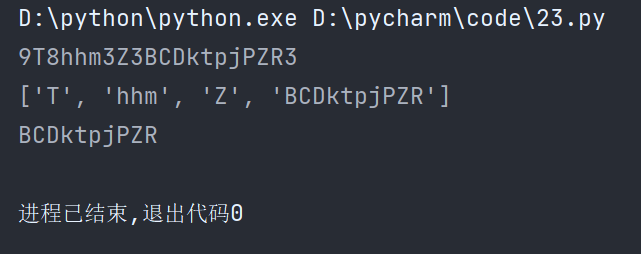 D:\python\python.exe D:\pycharm\code\23.py
9T8hhm3Z3BCDktpjPZR3
['T', 'hhm', 'Z', 'BCDktpjPZR']
BCDktpjPZR
进程已结束,退出代码0